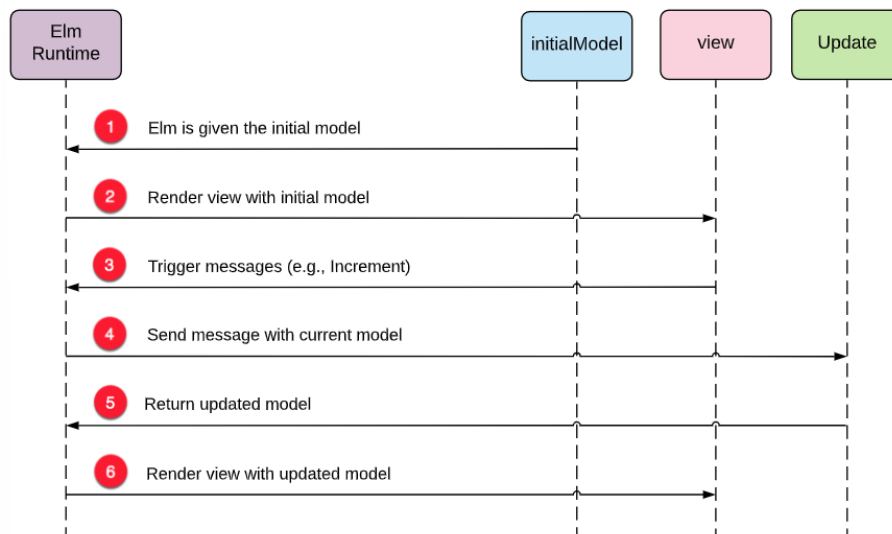 Elm
Runtime
initialModel
view
Update
1 Elm is given the initial model
2 Render view with initial model
3 Trigger messages (e.g., Increment)
4 Send message with current model
5 Return updated model
6 Render view with updated model